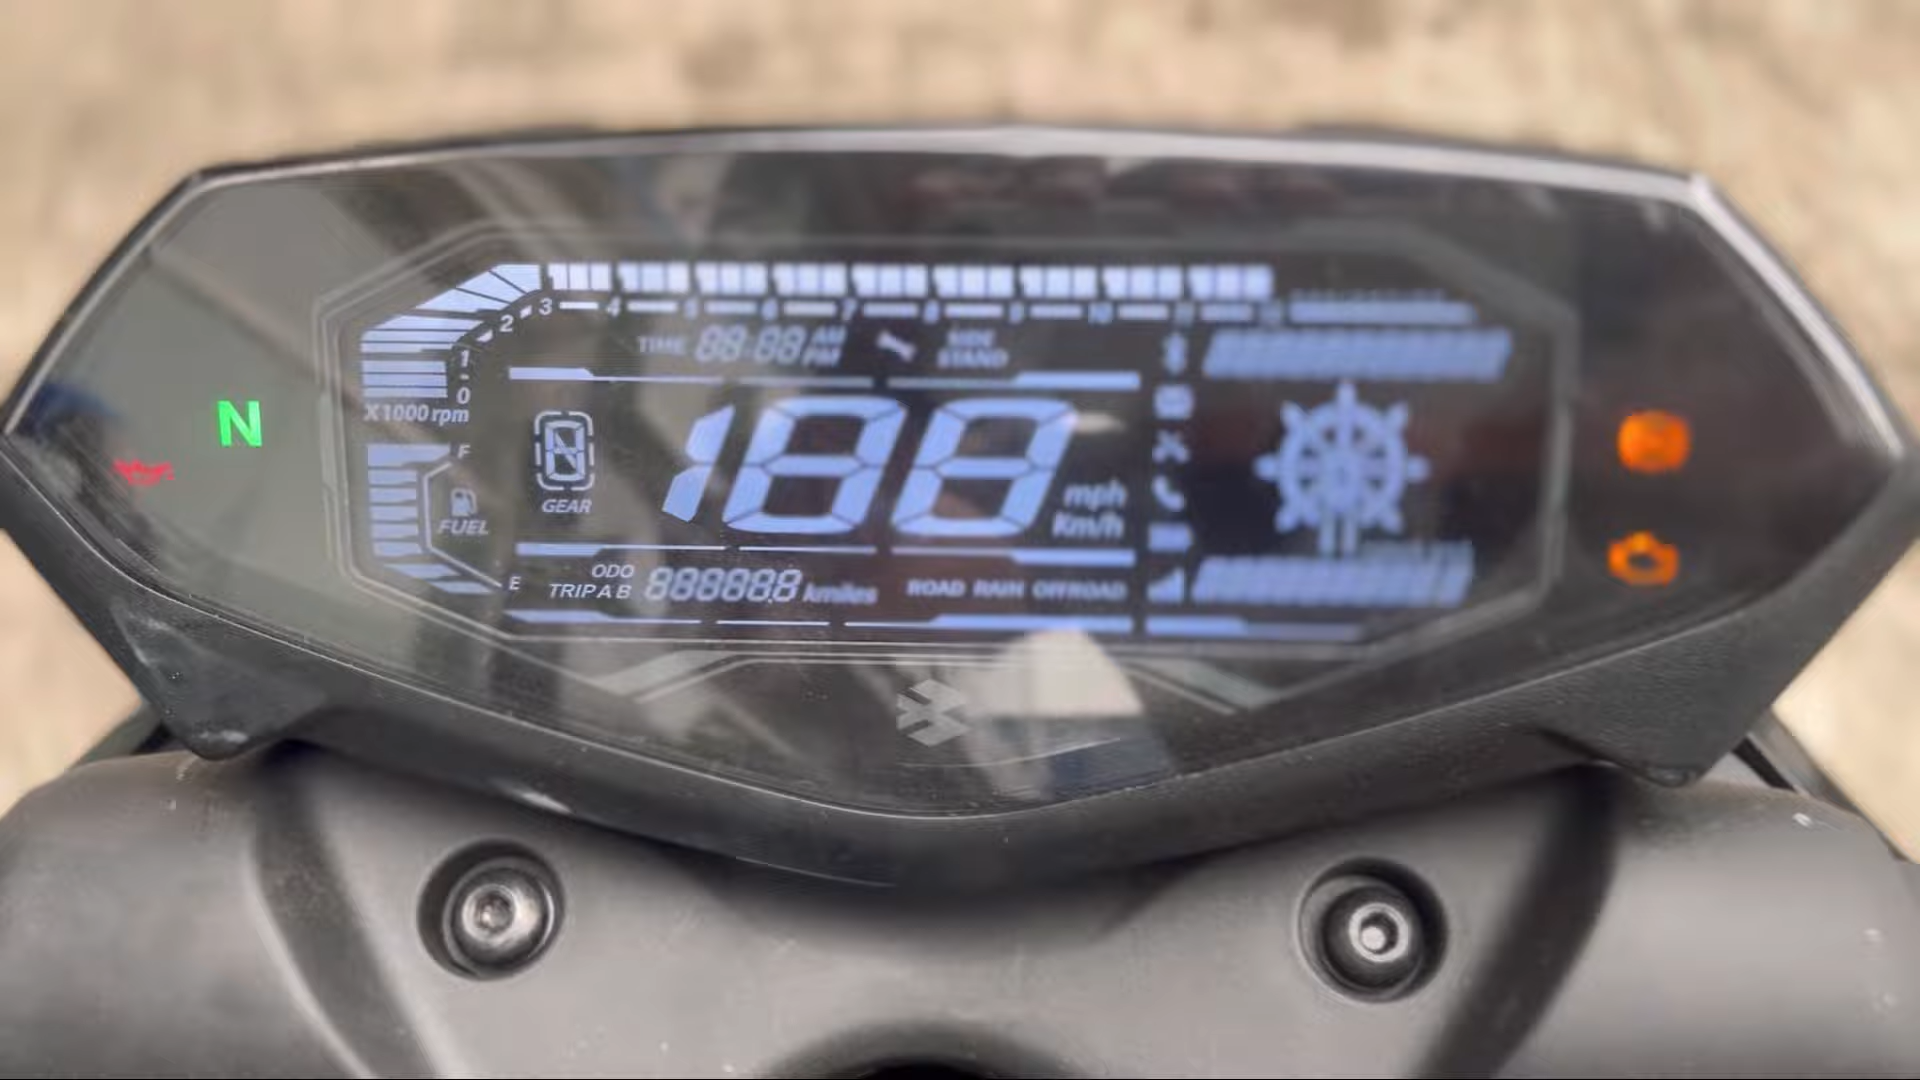 3 4 5 6 7 8 9 10 11
2
1
0
X1000 rpm
TIME 88:88 AM PM
SIDE STAND
N
F
FUEL
E
GEAR
188
mph
Km/h
ODO
TRIP A B 888888 kmiles
ROAD RAIN OFFROAD